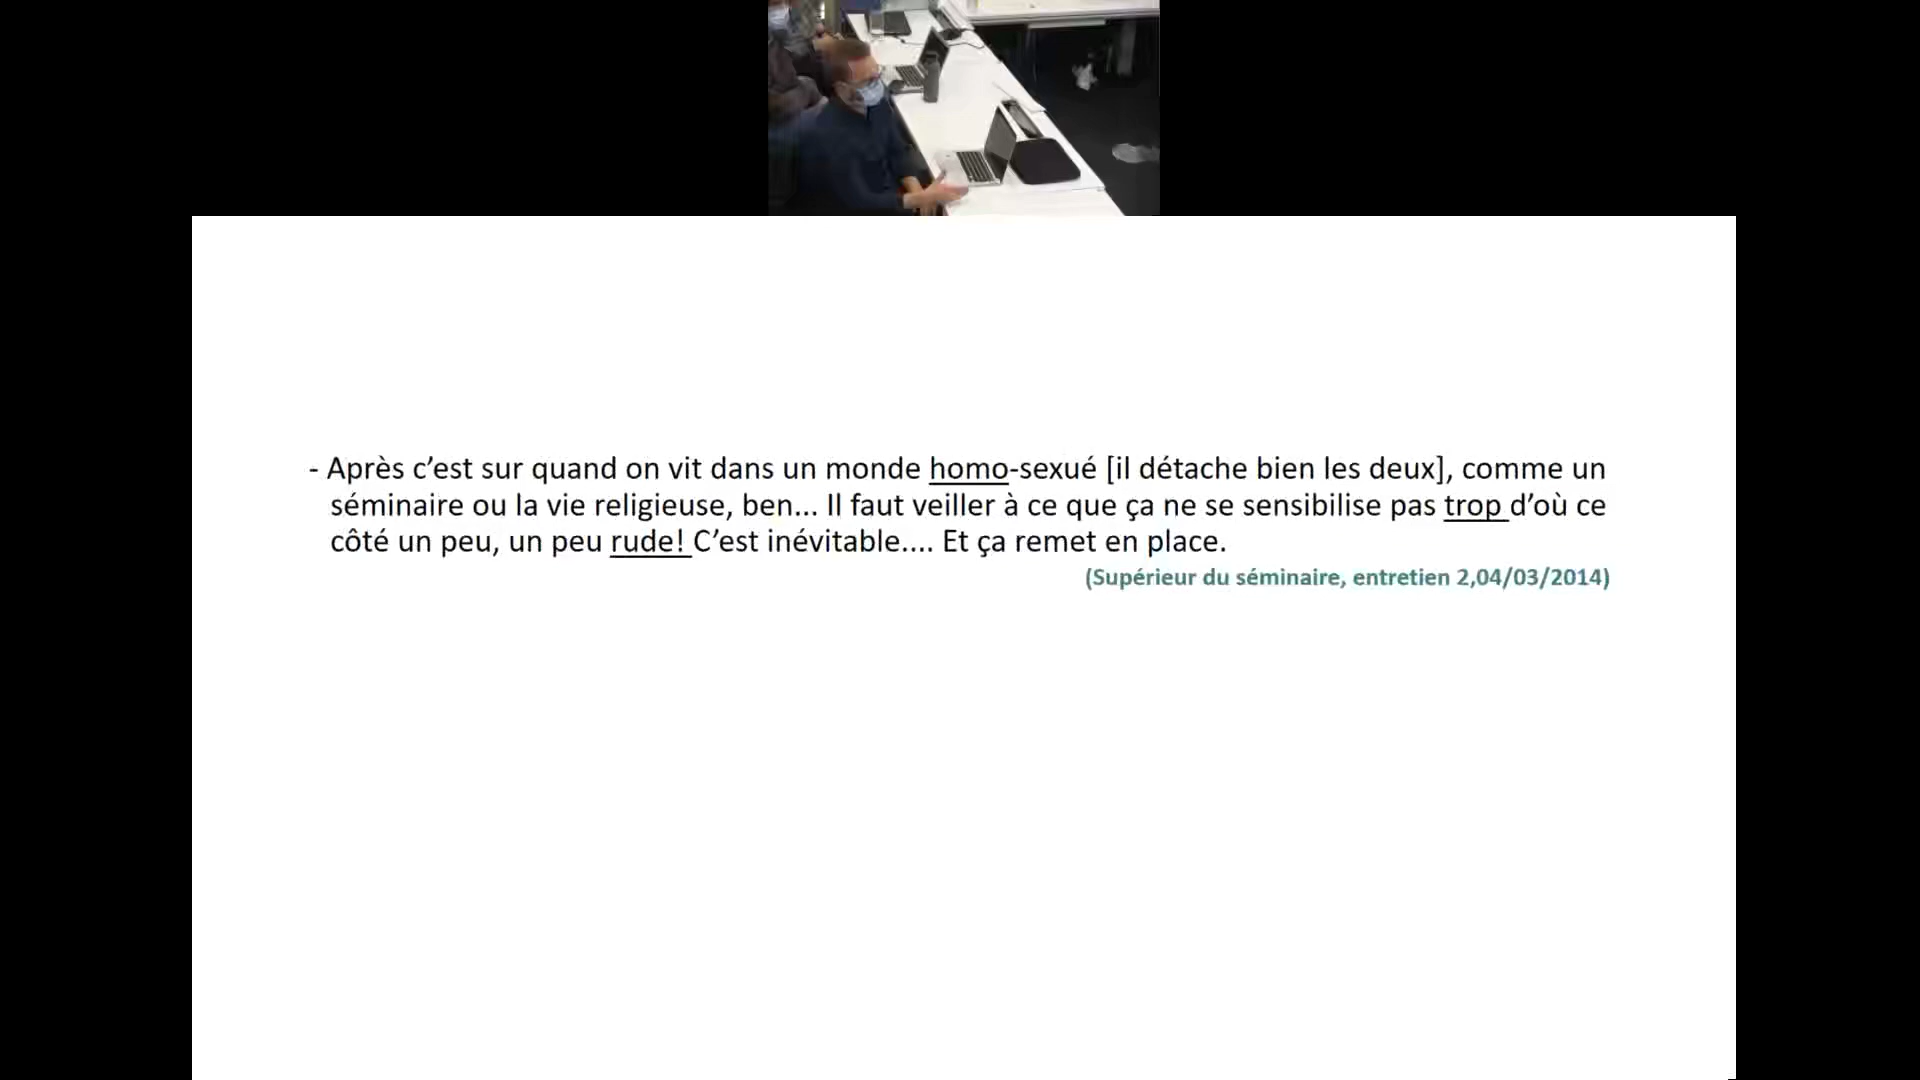 - Après c’est sur quand on vit dans un monde homo-sexué [il détache bien les deux], comme un
séminaire ou la vie religieuse, ben... Il faut veiller à ce que ça ne se sensibilise pas trop d’où ce
côté un peu, un peu rude! C’est inévitable.... Et ça remet en place.
(Supérieur du séminaire, entretien 2,04/03/2014)